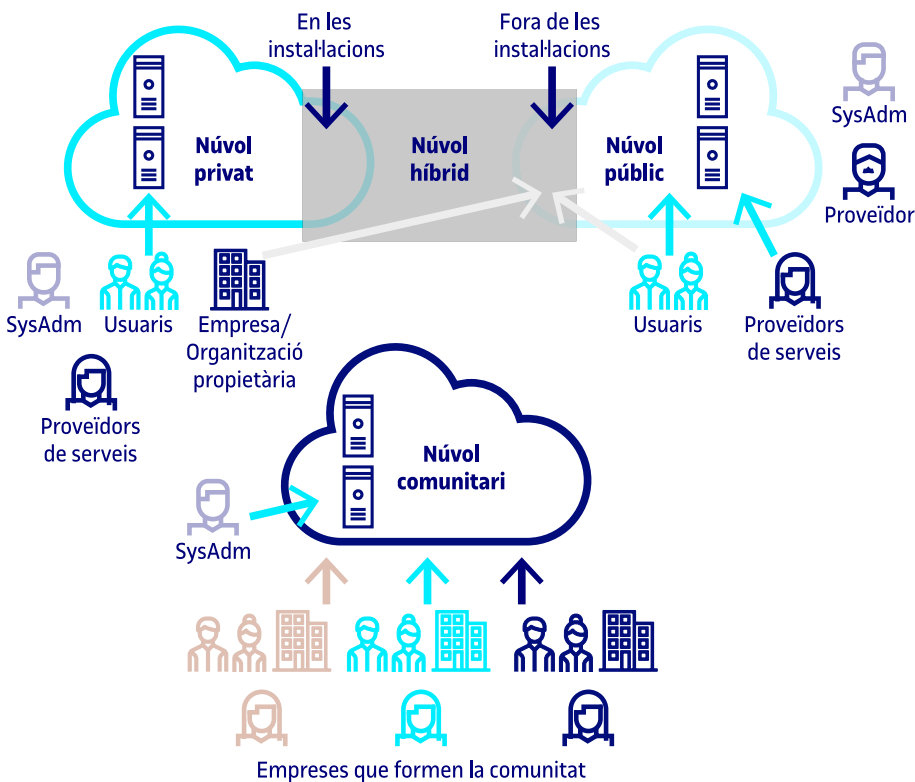 En les
instal·lacions
Fora de les
instal·lacions
Núvol
privat
Núvol
híbrid
Núvol
públic
SysAdm
Proveïdor
SysAdm
Usuaris
Empresa/
Organització
propietària
Usuaris
Proveïdors
de serveis
Proveïdors
de serveis
Núvol
comunitari
SysAdm
Empreses que formen la comunitat